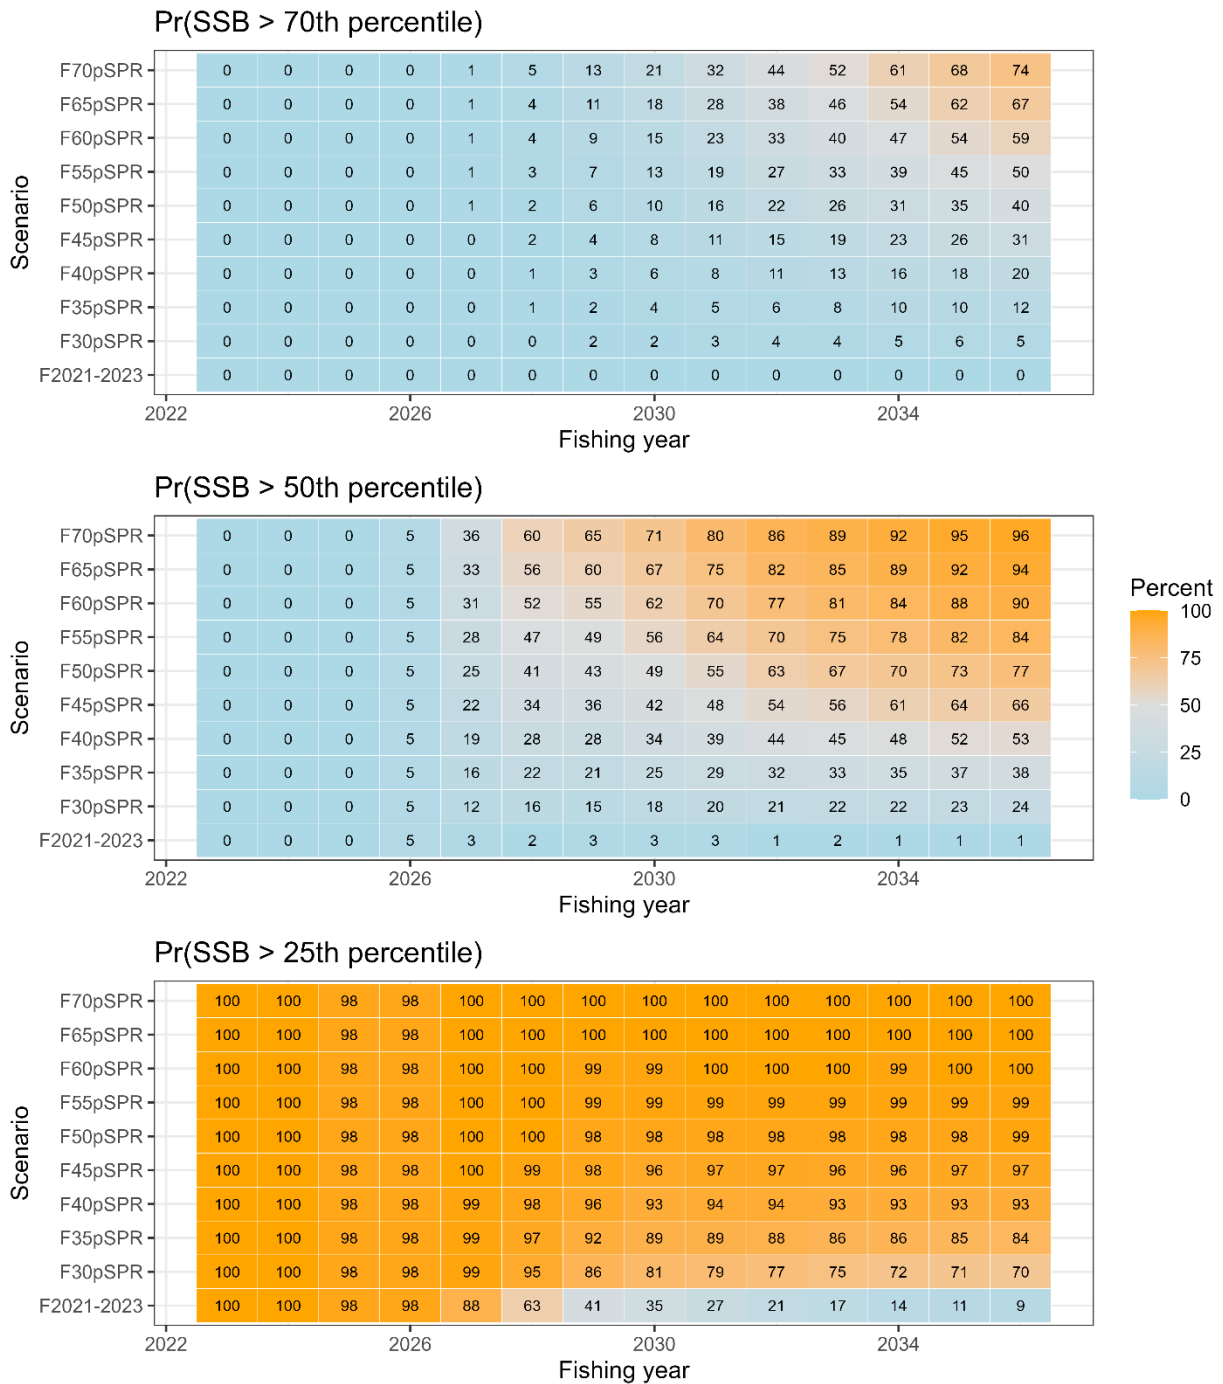 Pr(SSB > 70th percentile)
F70pSPR 0 0 0 0 1 5 13 21 32 44 52 61 68 74
F65pSPR 0 0 0 0 1 4 11 18 28 38 46 54 62 67
F60pSPR 0 0 0 0 1 4 9 15 23 33 40 47 54 59
F55pSPR 0 0 0 0 1 3 7 13 19 27 33 39 45 50
F50pSPR 0 0 0 0 1 2 6 10 16 22 26 31 35 40
F45pSPR 0 0 0 0 0 2 4 8 11 15 19 23 26 31
F40pSPR 0 0 0 0 0 1 3 6 8 11 13 16 18 20
F35pSPR 0 0 0 0 0 1 2 4 5 6 8 10 10 12
F30pSPR 0 0 0 0 0 0 2 2 3 4 4 5 6 5
F2021-2023 0 0 0 0 0 0 0 0 0 0 0 0 0 0
Scenario
2022 2026 2030 2034
Fishing year
Pr(SSB > 50th percentile)
F70pSPR 0 0 0 5 36 60 65 71 80 86 89 92 95 96
F65pSPR 0 0 0 5 33 56 60 67 75 82 85 89 92 94
F60pSPR 0 0 0 5 31 52 55 62 70 77 81 84 88 90
F55pSPR 0 0 0 5 28 47 49 56 64 70 75 78 82 84
F50pSPR 0 0 0 5 25 41 43 49 55 63 67 70 73 77
F45pSPR 0 0 0 5 22 34 36 42 48 54 56 61 64 66
F40pSPR 0 0 0 5 19 28 28 34 39 44 45 48 52 53
F35pSPR 0 0 0 5 16 22 21 25 29 32 33 35 37 38
F30pSPR 0 0 0 5 12 16 15 18 20 21 22 22 23 24
F2021-2023 0 0 0 5 3 2 3 3 3 1 2 1 1 1
Scenario
2022 2026 2030 2034
Fishing year
Percent
100
75
50
25
0
Pr(SSB > 25th percentile)
F70pSPR 100 100 98 98 100 100 100 100 100 100 100 100 100 100
F65pSPR 100 100 98 98 100 100 100 100 100 100 100 100 100 100
F60pSPR 100 100 98 98 100 100 99 99 100 100 100 99 100 100
F55pSPR 100 100 98 98 100 100 99 99 99 99 99 99 99 99
F50pSPR 100 100 98 98 100 100 98 98 98 98 98 98 98 99
F45pSPR 100 100 98 98 100 99 98 96 97 97 96 96 97 97
F40pSPR 100 100 98 98 99 98 96 93 94 94 93 93 93 93
F35pSPR 100 100 98 98 99 97 92 89 89 88 86 86 85 84
F30pSPR 100 100 98 98 99 95 86 81 79 77 75 72 71 70
F2021-2023 100 100 98 98 88 63 41 35 27 21 17 14 11 9
Scenario
2022 2026 2030 2034
Fishing year